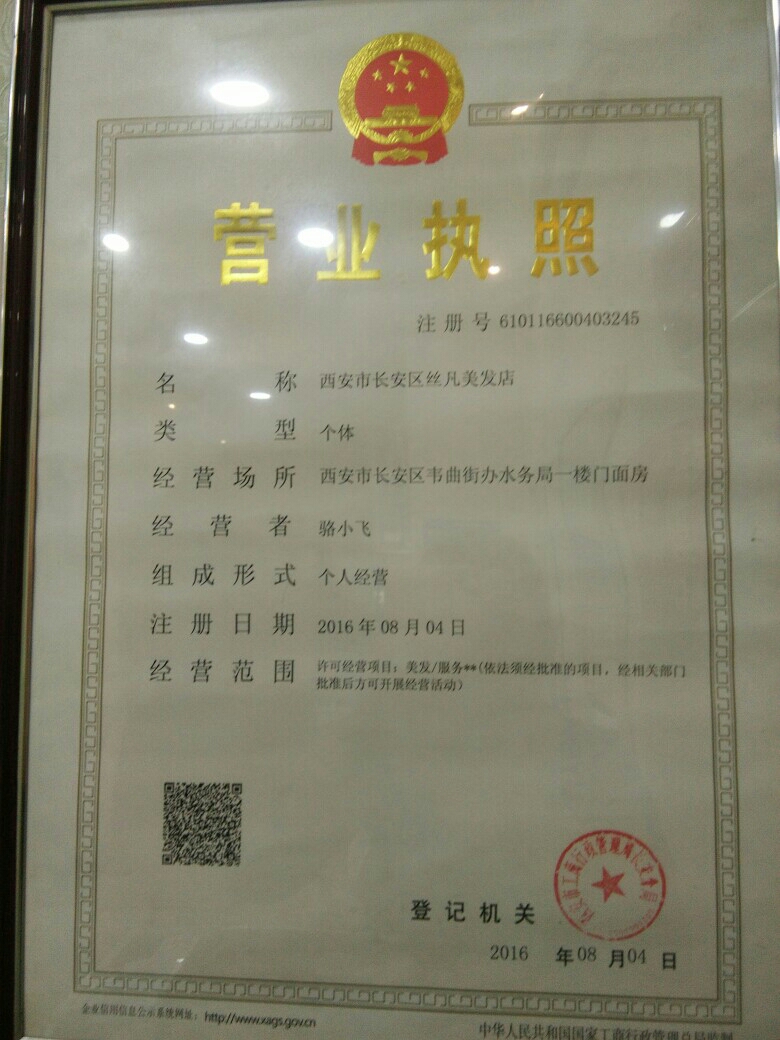 营业执照
注册号 610116600403245
名称 西安市长安区丝凡美发店
类型 个体
经营场所 西安市长安区韦曲街办水务局一楼门面房
经营者 骆小飞
组成形式 个人经营
注册日期 2016年08月04日
经营范围 许可经营项目：美发/服务**(依法须经批准的项目，经相关部门
批准后方可开展经营活动)
登记机关
2016 年08 月04 日
企业信用信息公示系统网址： http://www.xags.gov.cn
中华人民共和国国家工商行政管理总局监制